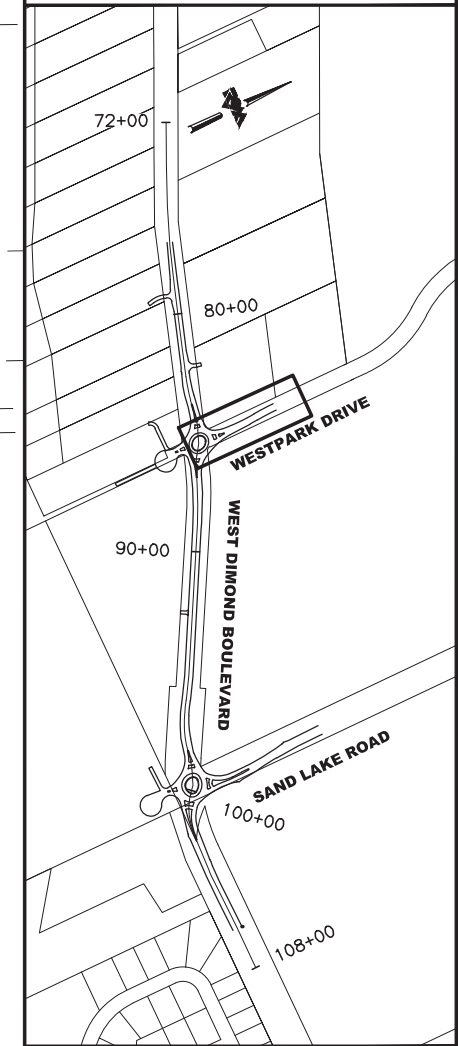 72+00
80+00
WESTPARK DRIVE
90+00
WEST DIMOND BOULEVARD
SAND LAKE ROAD
100+00
108+00